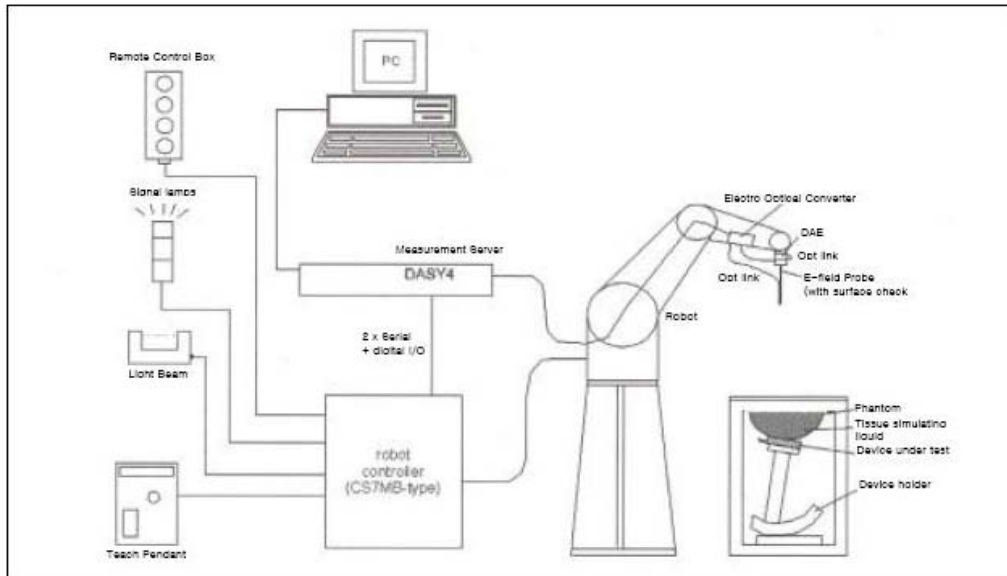 Remote Control Box
PC
Signal lamps
Electro Optical Converter
DAE
Opt link
Measurement Server
DASY4
Opt link
E-field Probe
(with surface check
Robot
2 x Serial
+ digital I/O
Light Beam
Phantom
Tissue simulating
liquid
Device under test
robot
controller
(CS7MB-type)
Device holder
Teach Pendant